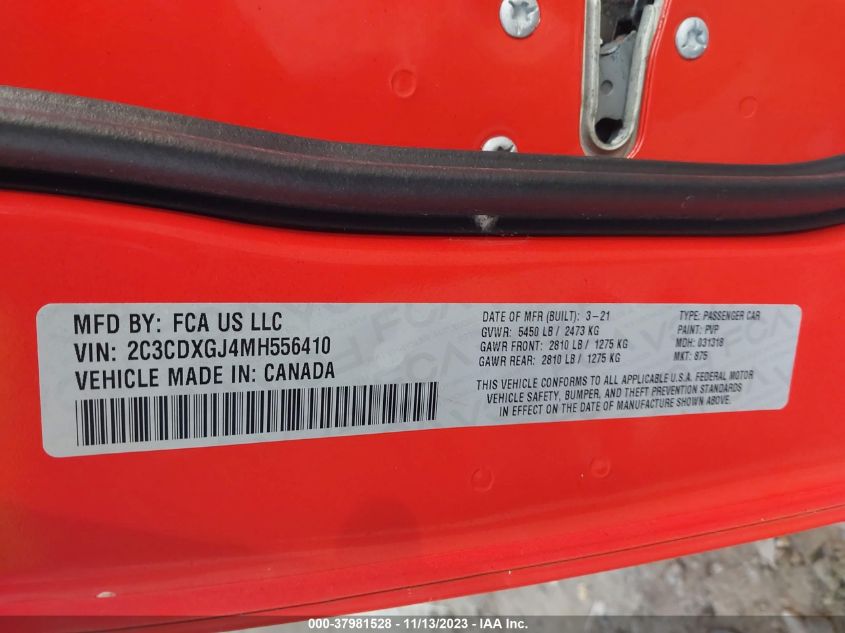 MFD BY: FCA US LLC
VIN: 2C3CDXGJ4MH556410
VEHICLE MADE IN: CANADA
DATE OF MFR (BUILT): 3-21
GVWR: 5450 LB / 2473 KG
GAWR FRONT: 2810 LB / 1275 KG
GAWR REAR: 2810 LB / 1275 KG
TYPE: PASSENGER CAR
PAINT: PVP
MDH: 031318
MKT: 875
THIS VEHICLE CONFORMS TO ALL APPLICABLE U.S.A. FEDERAL MOTOR
VEHICLE SAFETY, BUMPER, AND THEFT PREVENTION STANDARDS
IN EFFECT ON THE DATE OF MANUFACTURE SHOWN ABOVE.
000-37981528 - 11/13/2023 - IAAI.COM